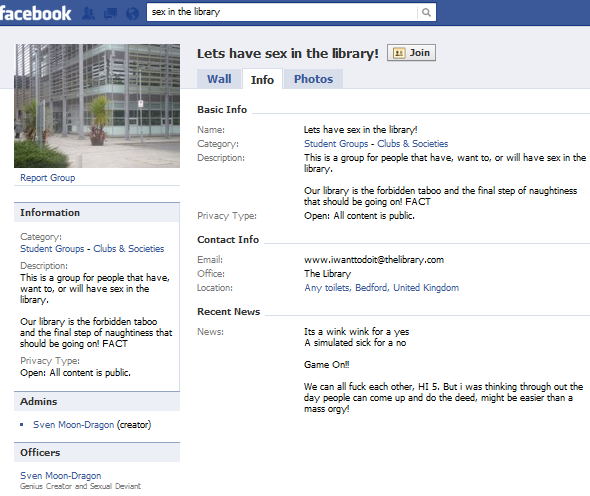 facebook
sex in the library
Lets have sex in the library!
Join
Wall
Info
Photos
Report Group
Information
Category:
Student Groups - Clubs & Societies
Description:
This is a group for people that have,
want to, or will have sex in the
library.
Our library is the forbidden taboo
and the final step of naughtiness that
should be going on! FACT
Privacy Type:
Open: All content is public.
Admins
Sven Moon-Dragon (creator)
Officers
Sven Moon-Dragon
Genius Creator and Sexual Deviant
Basic Info
Name: Lets have sex in the library!
Category: Student Groups - Clubs & Societies
Description: This is a group for people that have, want to, or will have sex in the
library.
Our library is the forbidden taboo and the final step of naughtiness
that should be going on! FACT
Privacy Type: Open: All content is public.
Contact Info
Email: www.iwanttodoit@thelibrary.com
Office: The Library
Location: Any toilets, Bedford, United Kingdom
Recent News
News: Its a wink wink for a yes
A simulated sick for a no
Game On!!
We can all fuck each other, HI 5. But i was thinking through out the
day people can come up and do the deed, might be easier than a
mass orgy!